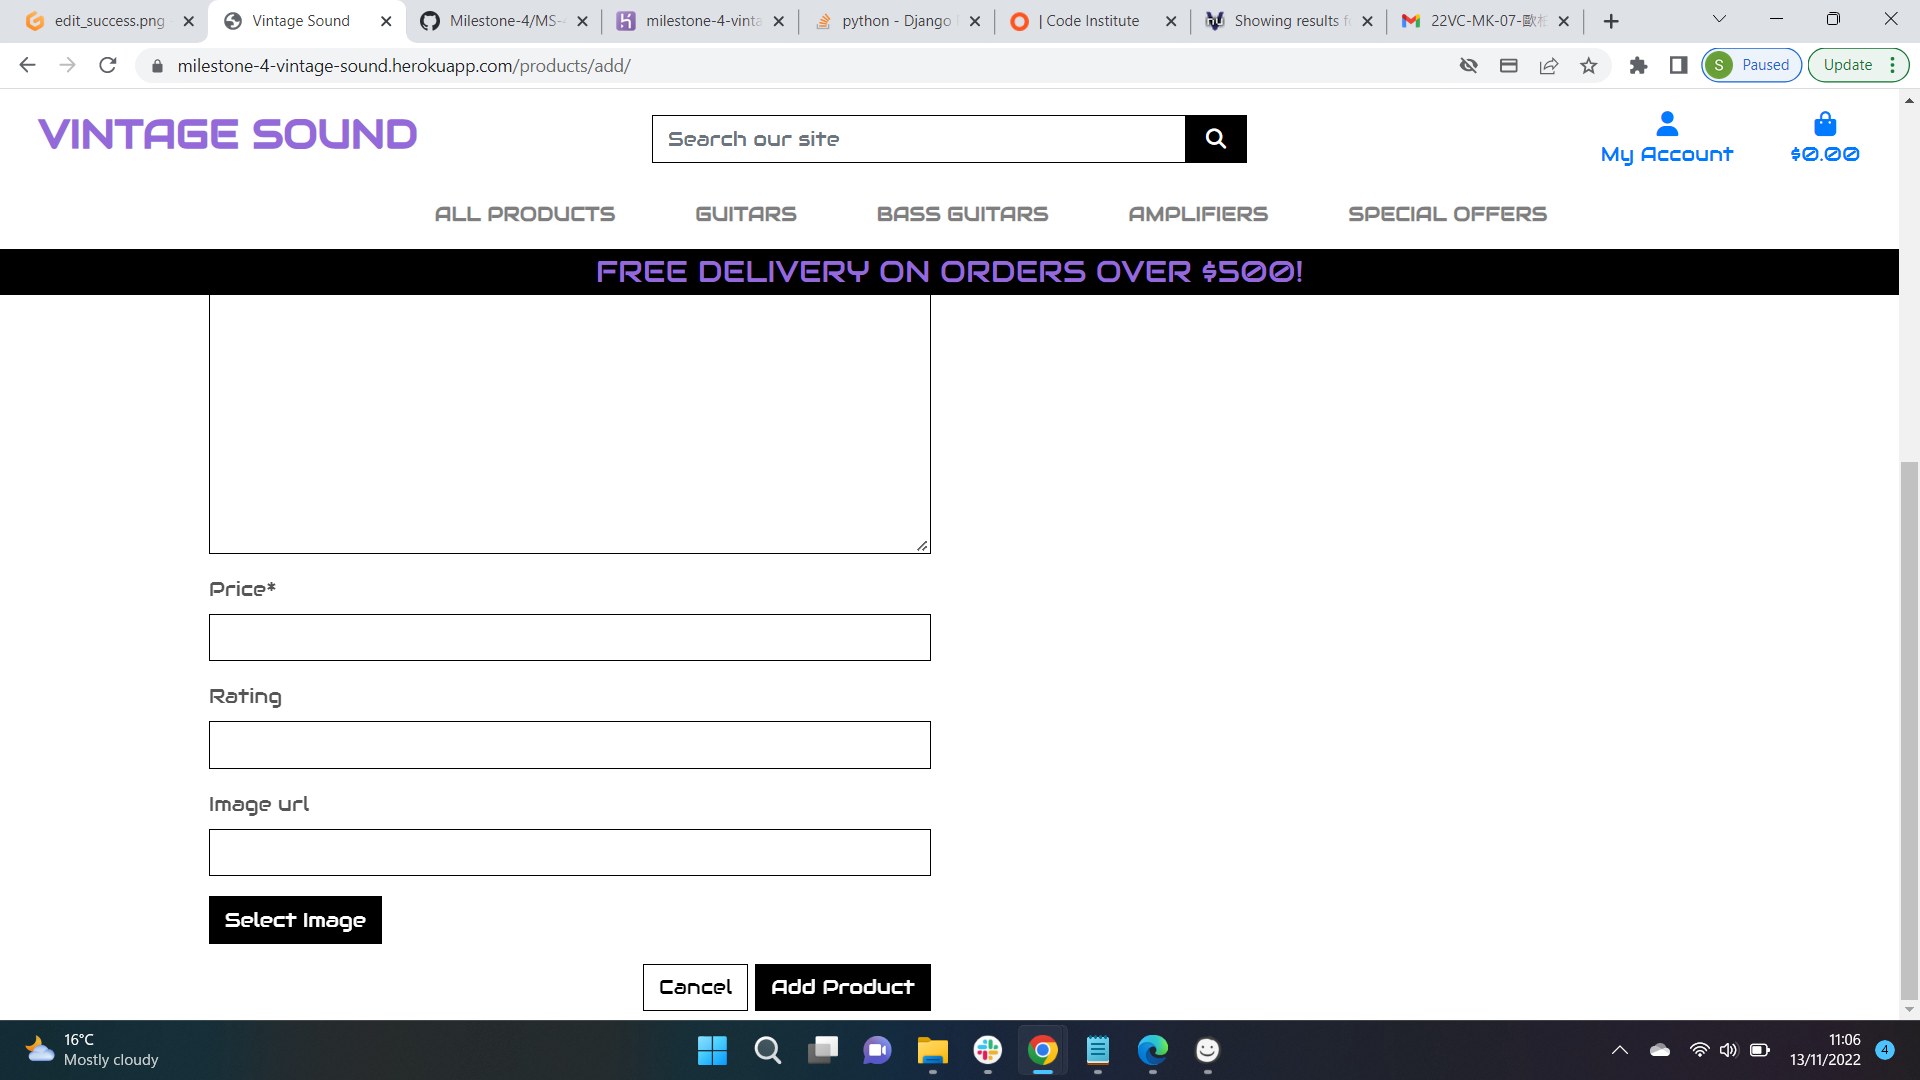 edit_success.png
Vintage Sound
Milestone-4/MS-
milestone-4-vinta
python - Django
| Code Institute
Showing results f
22VC-MK-07-歐
milestone-4-vintage-sound.herokuapp.com/products/add/
S
Paused
Update
VINTAGE SOUND
Search our site
My Account
$0.00
ALL PRODUCTS
GUITARS
BASS GUITARS
AMPLIFIERS
SPECIAL OFFERS
FREE DELIVERY ON ORDERS OVER $500!
Price*
Rating
Image url
Select Image
Cancel
Add Product
16°C
Mostly cloudy
11:06
13/11/2022
4